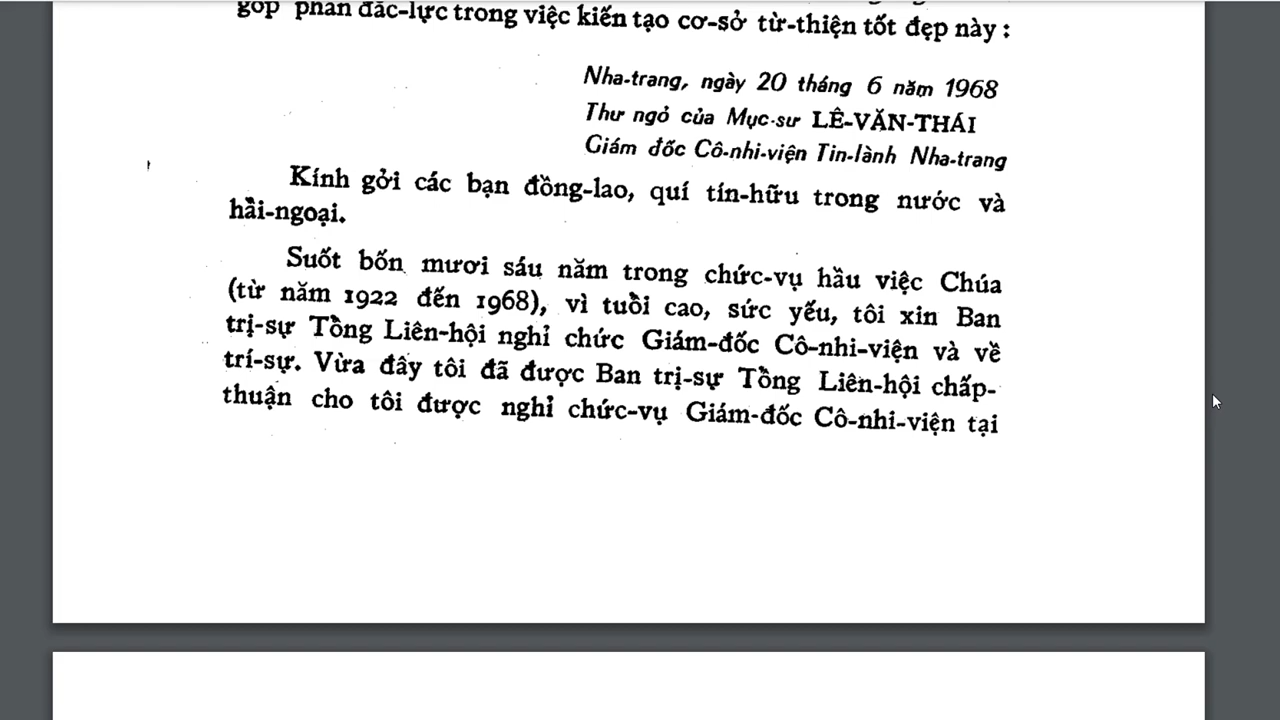 góp phần đắc-lực trong việc kiến tạo cơ-sở từ-thiện tốt đẹp này :
Nha-trang, ngày 20 tháng 6 năm 1968
Thư ngỏ của Mục-sư LÊ-VĂN-THÁI
Giám đốc Cô-nhi-viện Tin-lành Nha-trang
Kính gởi các bạn đồng-lao, quí tín-hữu trong nước và
hải-ngoại.
Suốt bốn mươi sáu năm trong chức-vụ hầu việc Chúa
(từ năm 1922 đến 1968), vì tuổi cao, sức yếu, tôi xin Ban
trị-sự Tổng Liên-hội nghỉ chức Giám-đốc Cô-nhi-viện và về
trí-sự. Vừa đây tôi đã được Ban trị-sự Tổng Liên-hội chấp-
thuận cho tôi được nghỉ chức-vụ Giám-đốc Cô-nhi-viện tại